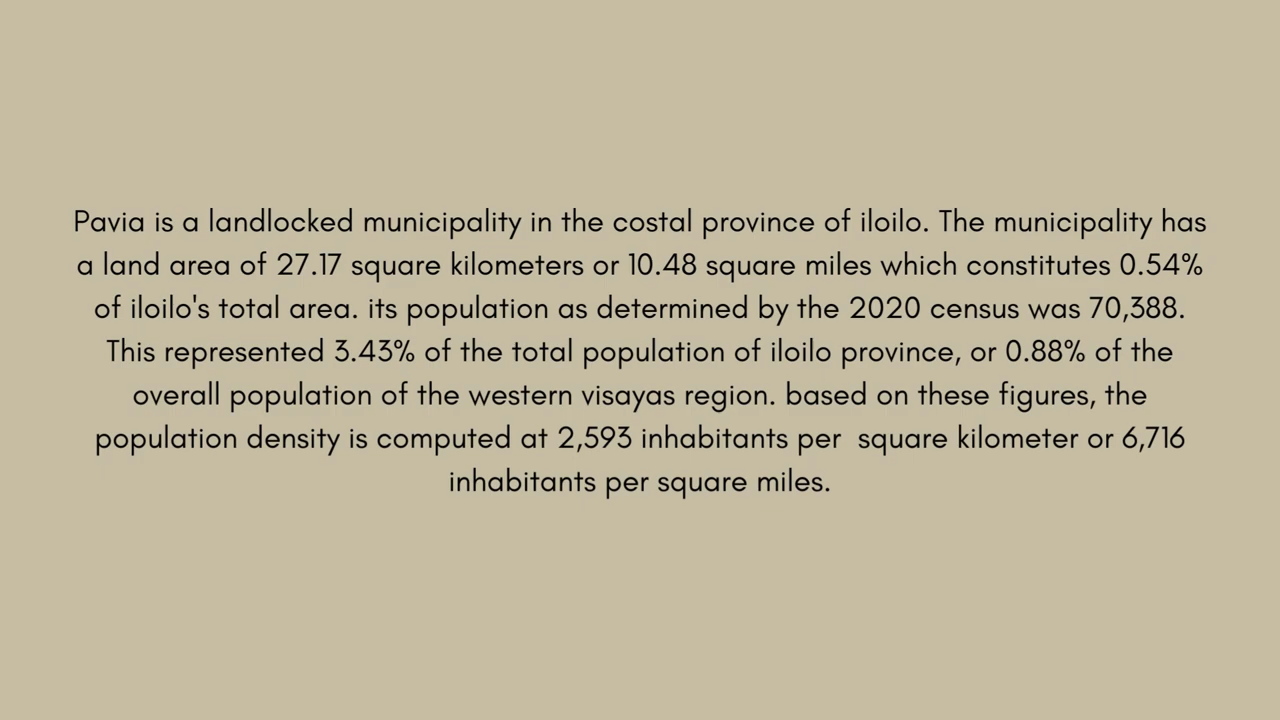 Pavia is a landlocked municipality in the costal province of iloilo. The municipality has
a land area of 27.17 square kilometers or 10.48 square miles which constitutes 0.54%
of iloilo's total area. its population as determined by the 2020 census was 70,388.
This represented 3.43% of the total population of iloilo province, or 0.88% of the
overall population of the western visayas region. based on these figures, the
population density is computed at 2,593 inhabitants per  square kilometer or 6,716
inhabitants per square miles.